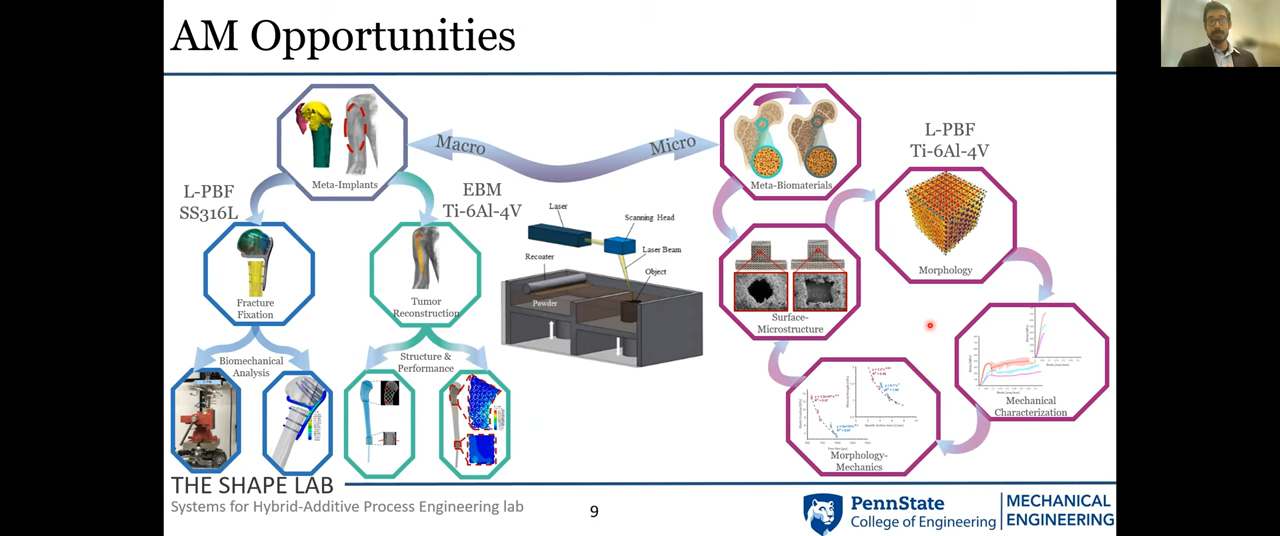 AM Opportunities
Macro
Micro
Meta-Implants
L-PBF
SS316L
EBM
Ti-6Al-4V
Fracture
Fixation
Tumor
Reconstruction
Biomechanical
Analysis
Structure &
Performance
Laser
Scanning Head
Laser Beam
Recoater
Object
Powder
Meta-Biomaterials
L-PBF
Ti-6Al-4V
Morphology
Surface-
Microstructure
Mechanical
Characterization
Morphology-
Mechanics
THE SHAPE LAB
Systems for Hybrid-Additive Process Engineering lab
9
PennState
College of Engineering
MECHANICAL
ENGINEERING